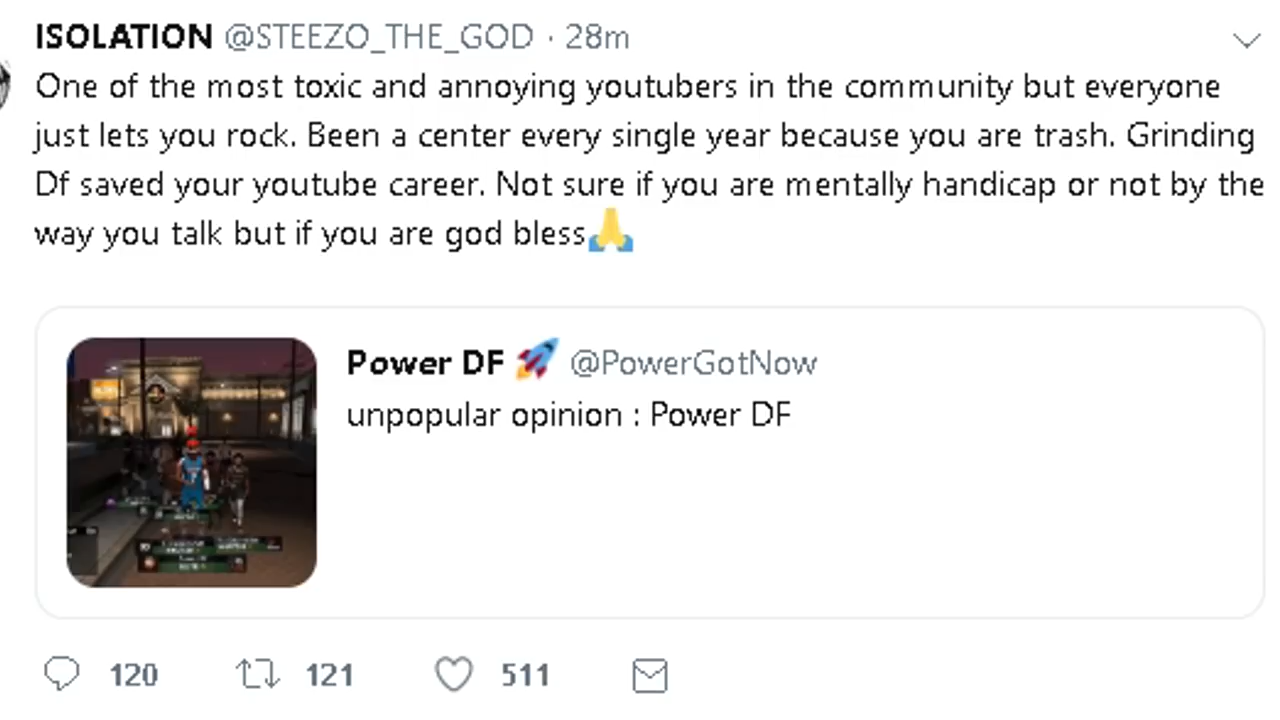 ISOLATION @STEEZO_THE_GOD · 28m
One of the most toxic and annoying youtubers in the community but everyone
just lets you rock. Been a center every single year because you are trash. Grinding
Df saved your youtube career. Not sure if you are mentally handicap or not by the
way you talk but if you are god bless🙏
Power DF 🚀 @PowerGotNow
unpopular opinion : Power DF
120 121 511